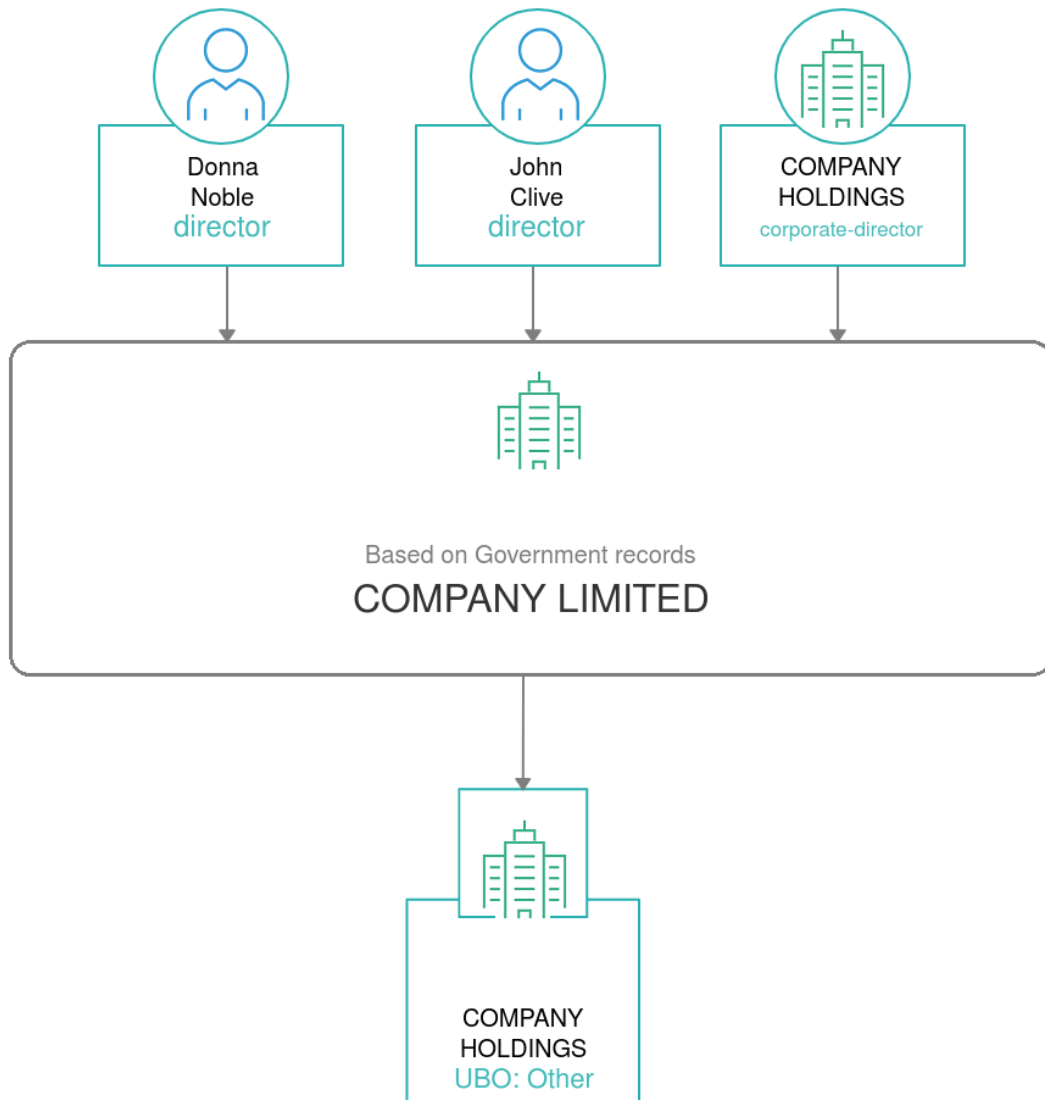 Donna
Noble
director
John
Clive
director
COMPANY
HOLDINGS
corporate-director
Based on Government records
COMPANY LIMITED
COMPANY
HOLDINGS
UBO: Other